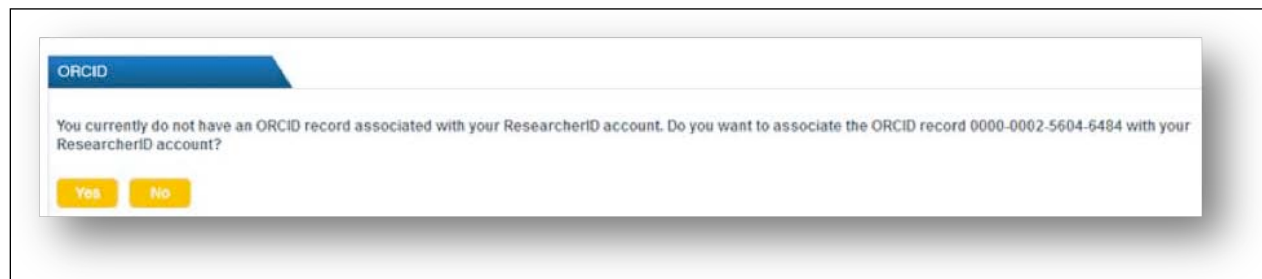 ORCID
You currently do not have an ORCID record associated with your ResearcherID account. Do you want to associate the ORCID record 0000-0002-5604-6484 with your
ResearcherID account?
Yes No